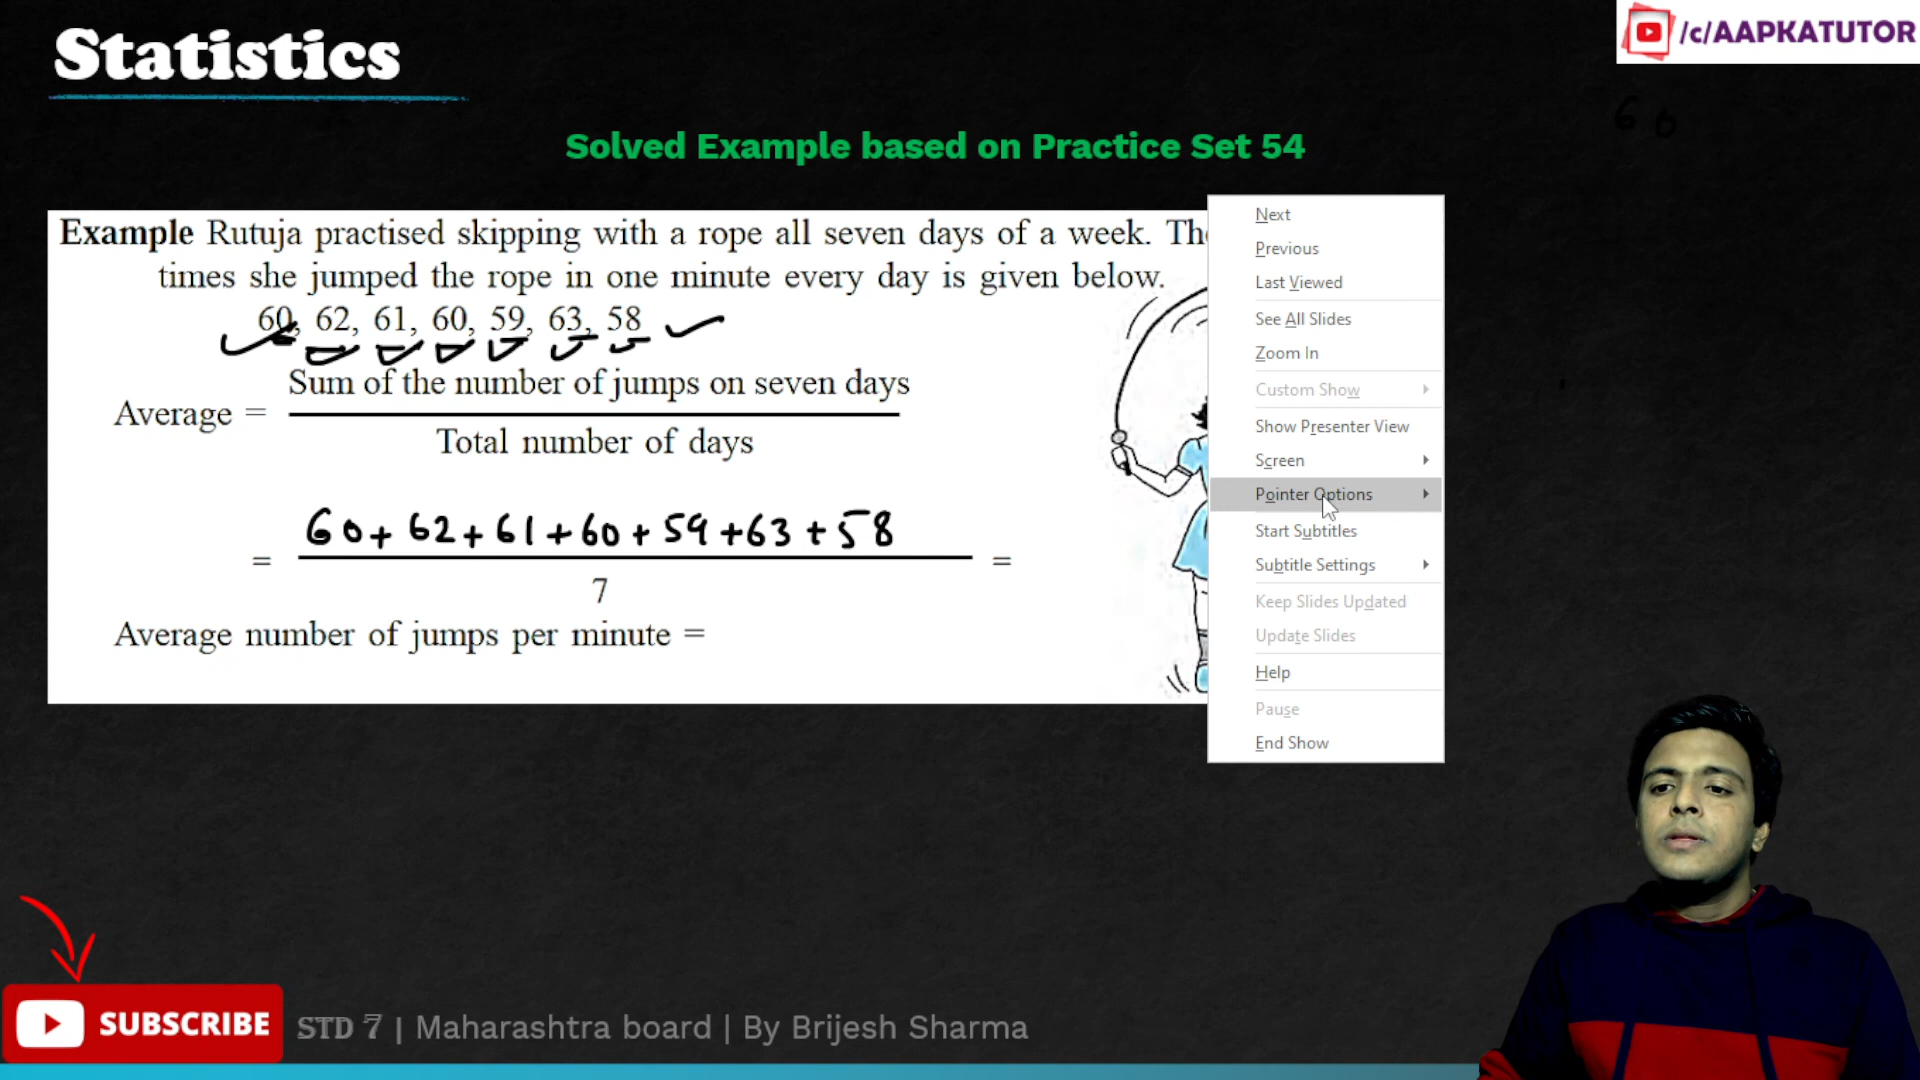 Statistics
/c/AAPKATUTOR
6 0
Solved Example based on Practice Set 54
Example Rutuja practised skipping with a rope all seven days of a week. The
times she jumped the rope in one minute every day is given below.
60, 62, 61, 60, 59, 63, 58
Average = Sum of the number of jumps on seven days
Total number of days
= 60+ 62+61+60+59+63+58 =
7
Average number of jumps per minute =
Next
Previous
Last Viewed
See All Slides
Zoom In
Custom Show
Show Presenter View
Screen
Pointer Options
Start Subtitles
Subtitle Settings
Keep Slides Updated
Update Slides
Help
Pause
End Show
SUBSCRIBE
STD 7 | Maharashtra board | By Brijesh Sharma